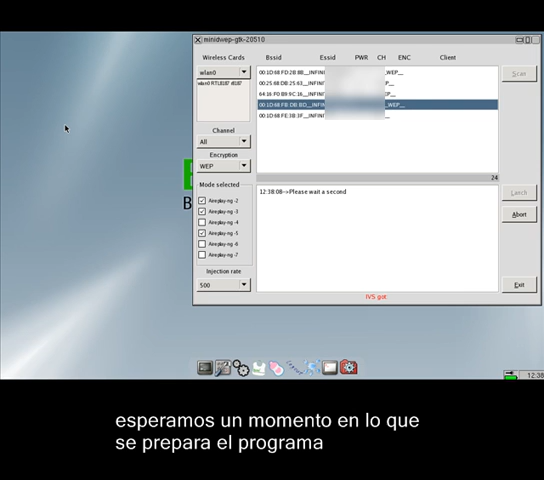 minidwep-gtk-20510
Wireless Cards Bssid Essid PWR CH ENC Client
wlan0
wlan0 RTL8187 rtl187
Channel
All
Encryption
WEP
Mode selected
Aireplay-ng -2
Aireplay-ng -3
Aireplay-ng -4
Aireplay-ng -5
Aireplay-ng -6
Aireplay-ng -7
Injection rate
500
24
12:38:08->Please wait a second
Scan
Lanch
Abort
Exit
IVS got:
12:38
esperamos un momento en lo que
se prepara el programa